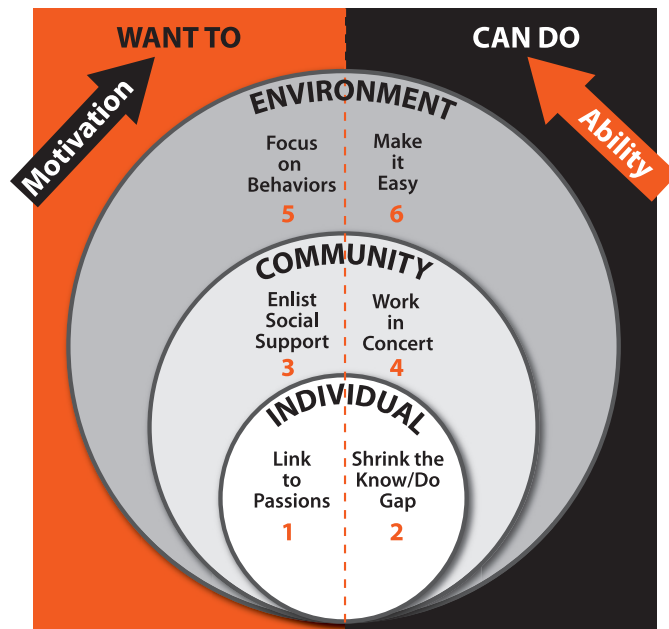 WANT TO
CAN DO
Motivation
Ability
ENVIRONMENT
Focus
on
Behaviors
5
Make
it
Easy
6
COMMUNITY
Enlist
Social
Support
3
Work
in
Concert
4
INDIVIDUAL
Link
to
Passions
1
Shrink the
Know/Do
Gap
2